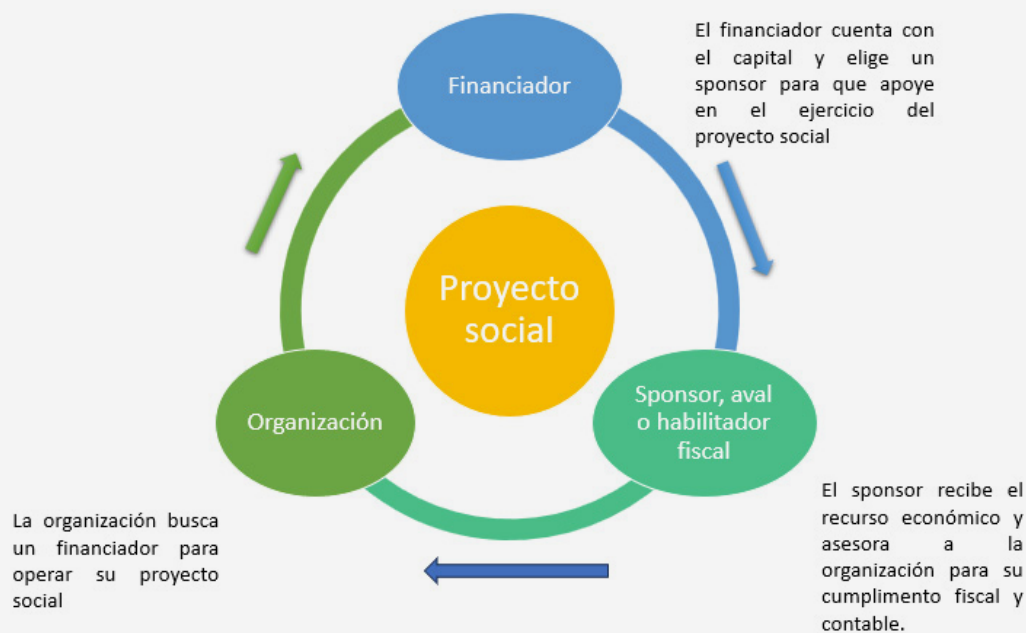 Financiador
El financiador cuenta con
el capital y elige un
sponsor para que apoye
en el ejercicio del
proyecto social
Proyecto
social
Organización
Sponsor, aval
o habilitador
fiscal
La organización busca
un financiador para
operar su proyecto
social
El sponsor recibe el
recurso económico y
asesora a la
organización para su
cumplimento fiscal y
contable.